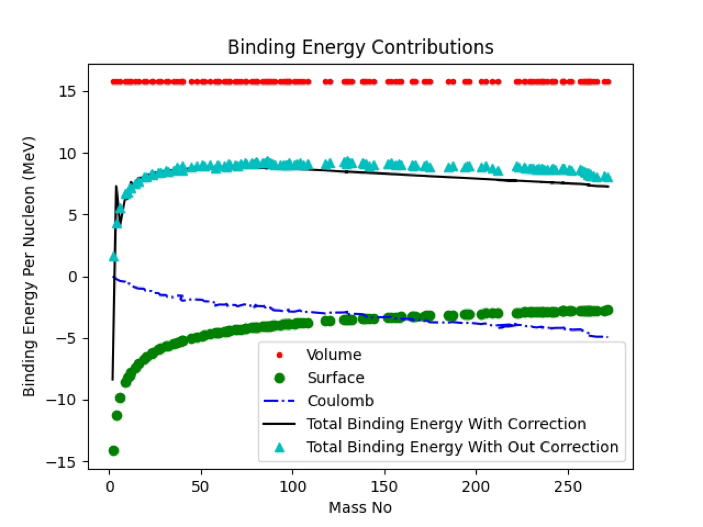 Binding Energy Contributions
Binding Energy Per Nucleon (MeV)
15
10
5
0
−5
−10
−15
Volume
Surface
Coulomb
Total Binding Energy With Correction
Total Binding Energy With Out Correction
0 50 100 150 200 250
Mass No